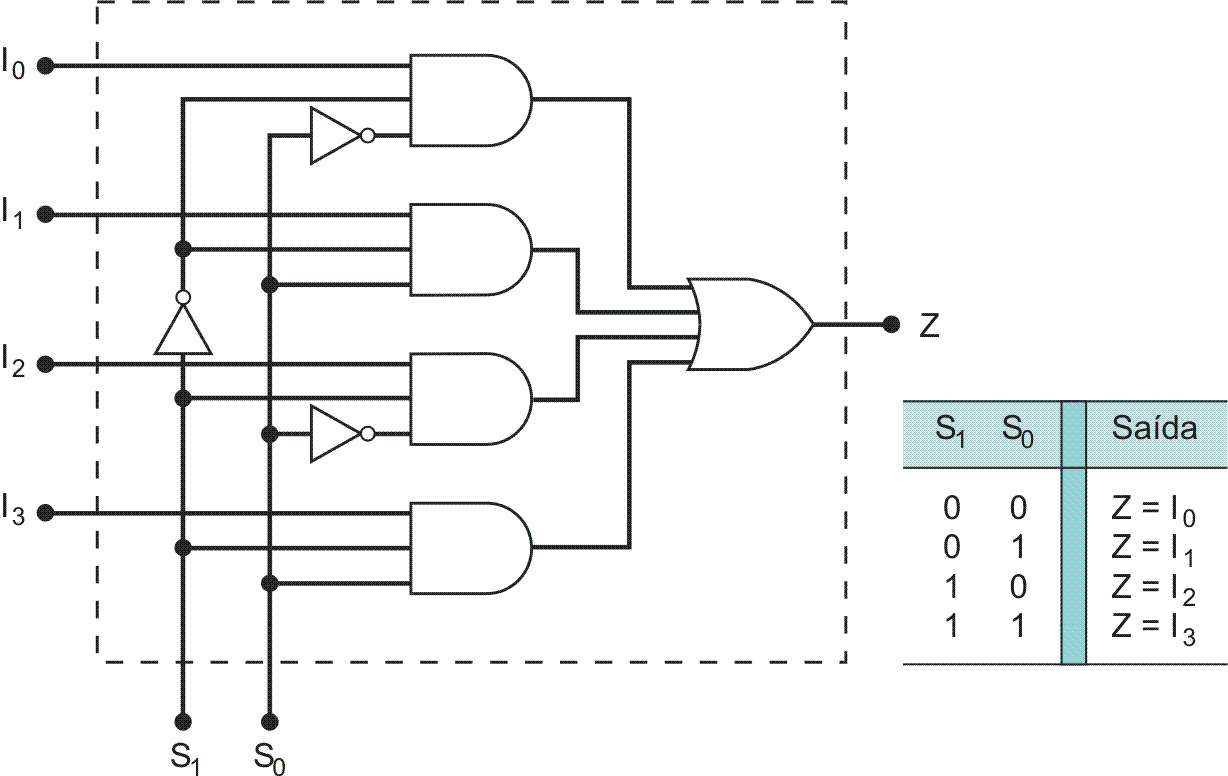 I0
I1
I2
I3
S1 S0
Z
S1 S0 Saída
0 0 Z = I0
0 1 Z = I1
1 0 Z = I2
1 1 Z = I3